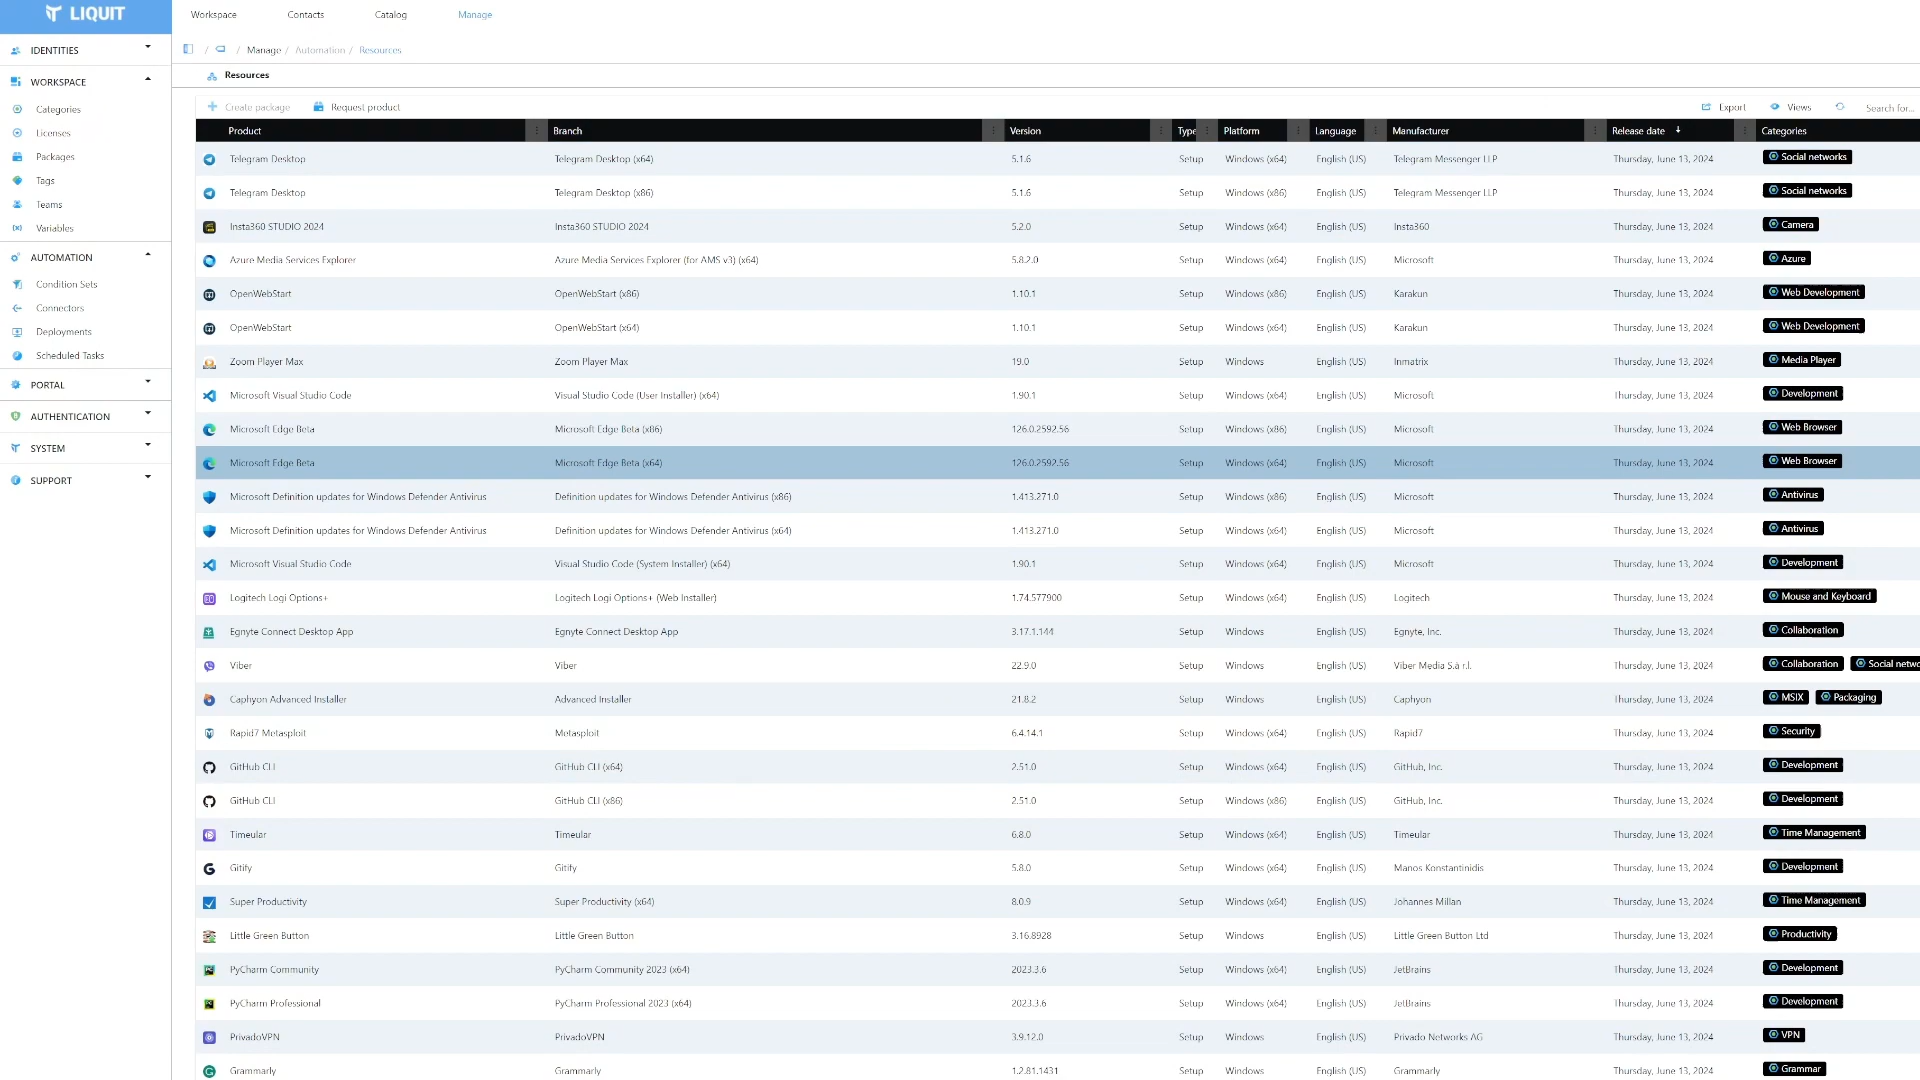 LIQUIT
Workspace Contacts Catalog Manage
/ / Manage / Automation / Resources
Resources
Create package Request product Export Views Search for...
IDENTITIES
WORKSPACE
Categories
Licenses
Packages
Tags
Teams
Variables
AUTOMATION
Condition Sets
Connectors
Deployments
Scheduled Tasks
PORTAL
AUTHENTICATION
SYSTEM
SUPPORT
Product Branch Version Type Platform Language Manufacturer Release date Categories
Telegram Desktop Telegram Desktop (x64) 5.1.6 Setup Windows (x64) English (US) Telegram Messenger LLP Thursday, June 13, 2024 Social networks
Telegram Desktop Telegram Desktop (x86) 5.1.6 Setup Windows (x86) English (US) Telegram Messenger LLP Thursday, June 13, 2024 Social networks
Insta360 STUDIO 2024 Insta360 STUDIO 2024 5.2.0 Setup Windows (x64) English (US) Insta360 Thursday, June 13, 2024 Camera
Azure Media Services Explorer Azure Media Services Explorer (for AMS v3) (x64) 5.8.2.0 Setup Windows (x64) English (US) Microsoft Thursday, June 13, 2024 Azure
OpenWebStart OpenWebStart (x86) 1.10.1 Setup Windows (x86) English (US) Karakun Thursday, June 13, 2024 Web Development
OpenWebStart OpenWebStart (x64) 1.10.1 Setup Windows (x64) English (US) Karakun Thursday, June 13, 2024 Web Development
Zoom Player Max Zoom Player Max 19.0 Setup Windows English (US) Inmatrix Thursday, June 13, 2024 Media Player
Microsoft Visual Studio Code Visual Studio Code (User Installer) (x64) 1.90.1 Setup Windows (x64) English (US) Microsoft Thursday, June 13, 2024 Development
Microsoft Edge Beta Microsoft Edge Beta (x86) 126.0.2592.56 Setup Windows (x86) English (US) Microsoft Thursday, June 13, 2024 Web Browser
Microsoft Edge Beta Microsoft Edge Beta (x64) 126.0.2592.56 Setup Windows (x64) English (US) Microsoft Thursday, June 13, 2024 Web Browser
Microsoft Definition updates for Windows Defender Antivirus Definition updates for Windows Defender Antivirus (x86) 1.413.271.0 Setup Windows (x86) English (US) Microsoft Thursday, June 13, 2024 Antivirus
Microsoft Definition updates for Windows Defender Antivirus Definition updates for Windows Defender Antivirus (x64) 1.413.271.0 Setup Windows (x64) English (US) Microsoft Thursday, June 13, 2024 Antivirus
Microsoft Visual Studio Code Visual Studio Code (System Installer) (x64) 1.90.1 Setup Windows (x64) English (US) Microsoft Thursday, June 13, 2024 Development
Logitech Logi Options+ Logitech Logi Options+ (Web Installer) 1.74.577900 Setup Windows (x64) English (US) Logitech Thursday, June 13, 2024 Mouse and Keyboard
Egnyte Connect Desktop App Egnyte Connect Desktop App 3.17.1.144 Setup Windows English (US) Egnyte, Inc. Thursday, June 13, 2024 Collaboration
Viber Viber 22.9.0 Setup Windows English (US) Viber Media S.à r.l. Thursday, June 13, 2024 Collaboration Social netwo
Caphyon Advanced Installer Advanced Installer 21.8.2 Setup Windows English (US) Caphyon Thursday, June 13, 2024 MSIX Packaging
Rapid7 Metasploit Metasploit 6.4.14.1 Setup Windows (x64) English (US) Rapid7 Thursday, June 13, 2024 Security
GitHub CLI GitHub CLI (x64) 2.51.0 Setup Windows (x64) English (US) GitHub, Inc. Thursday, June 13, 2024 Development
GitHub CLI GitHub CLI (x86) 2.51.0 Setup Windows (x86) English (US) GitHub, Inc. Thursday, June 13, 2024 Development
Timeular Timeular 6.8.0 Setup Windows (x64) English (US) Timeular Thursday, June 13, 2024 Time Management
Gitify Gitify 5.8.0 Setup Windows (x64) English (US) Manos Konstantinidis Thursday, June 13, 2024 Development
Super Productivity Super Productivity (x64) 8.0.9 Setup Windows (x64) English (US) Johannes Millan Thursday, June 13, 2024 Time Management
Little Green Button Little Green Button 3.16.8928 Setup Windows English (US) Little Green Button Ltd Thursday, June 13, 2024 Productivity
PyCharm Community PyCharm Community 2023 (x64) 2023.3.6 Setup Windows (x64) English (US) JetBrains Thursday, June 13, 2024 Development
PyCharm Professional PyCharm Professional 2023 (x64) 2023.3.6 Setup Windows (x64) English (US) JetBrains Thursday, June 13, 2024 Development
PrivadoVPN PrivadoVPN 3.9.12.0 Setup Windows English (US) Privado Networks AG Thursday, June 13, 2024 VPN
Grammarly Grammarly 1.2.81.1431 Setup Windows English (US) Grammarly Thursday, June 13, 2024 Grammar